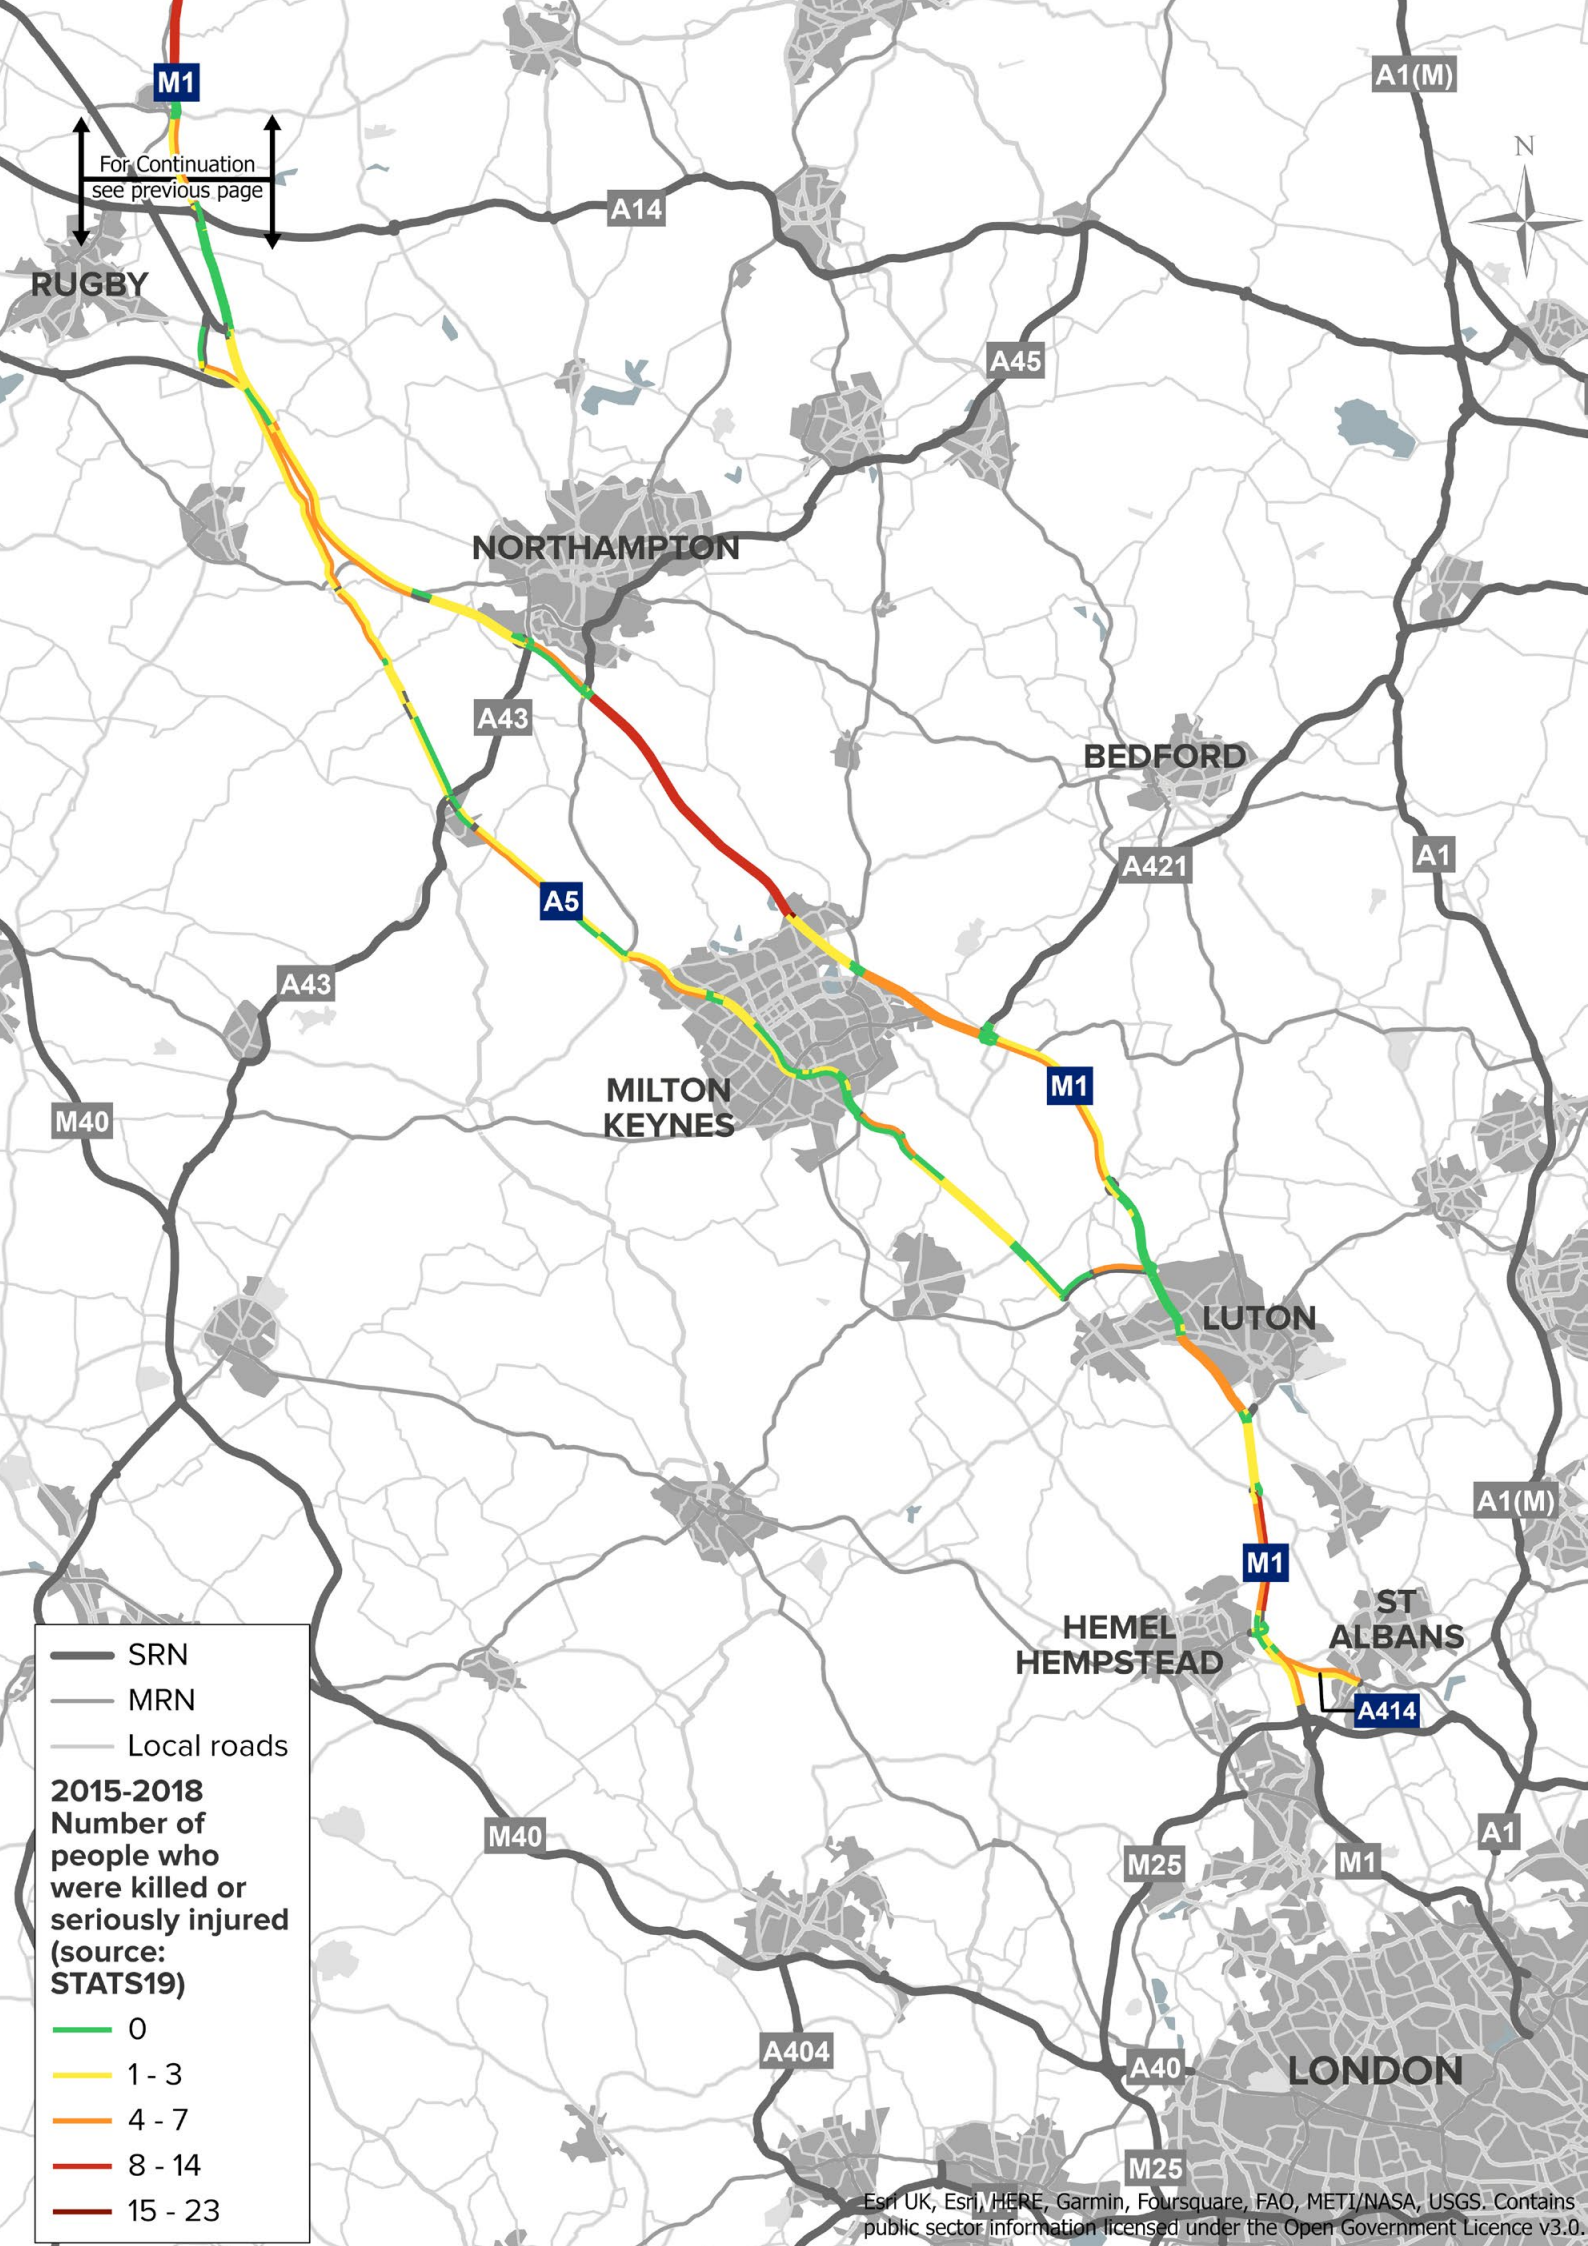 M1
A1(M)
N
For Continuation
see previous page
A14
RUGBY
A45
NORTHAMPTON
A43
BEDFORD
A421
A1
A5
A43
M1
MILTON
KEYNES
M40
LUTON
A1(M)
M1
HEMEL
HEMPSTEAD
ST
ALBANS
A414
SRN
MRN
Local roads
2015-2018
Number of
people who
were killed or
seriously injured
(source:
STATS19)
0
1 - 3
4 - 7
8 - 14
15 - 23
M40
A1
M25
M1
A404
A40
LONDON
M25
Esri UK, Esri, HERE, Garmin, Foursquare, FAO, METI/NASA, USGS. Contains
public sector information licensed under the Open Government Licence v3.0.